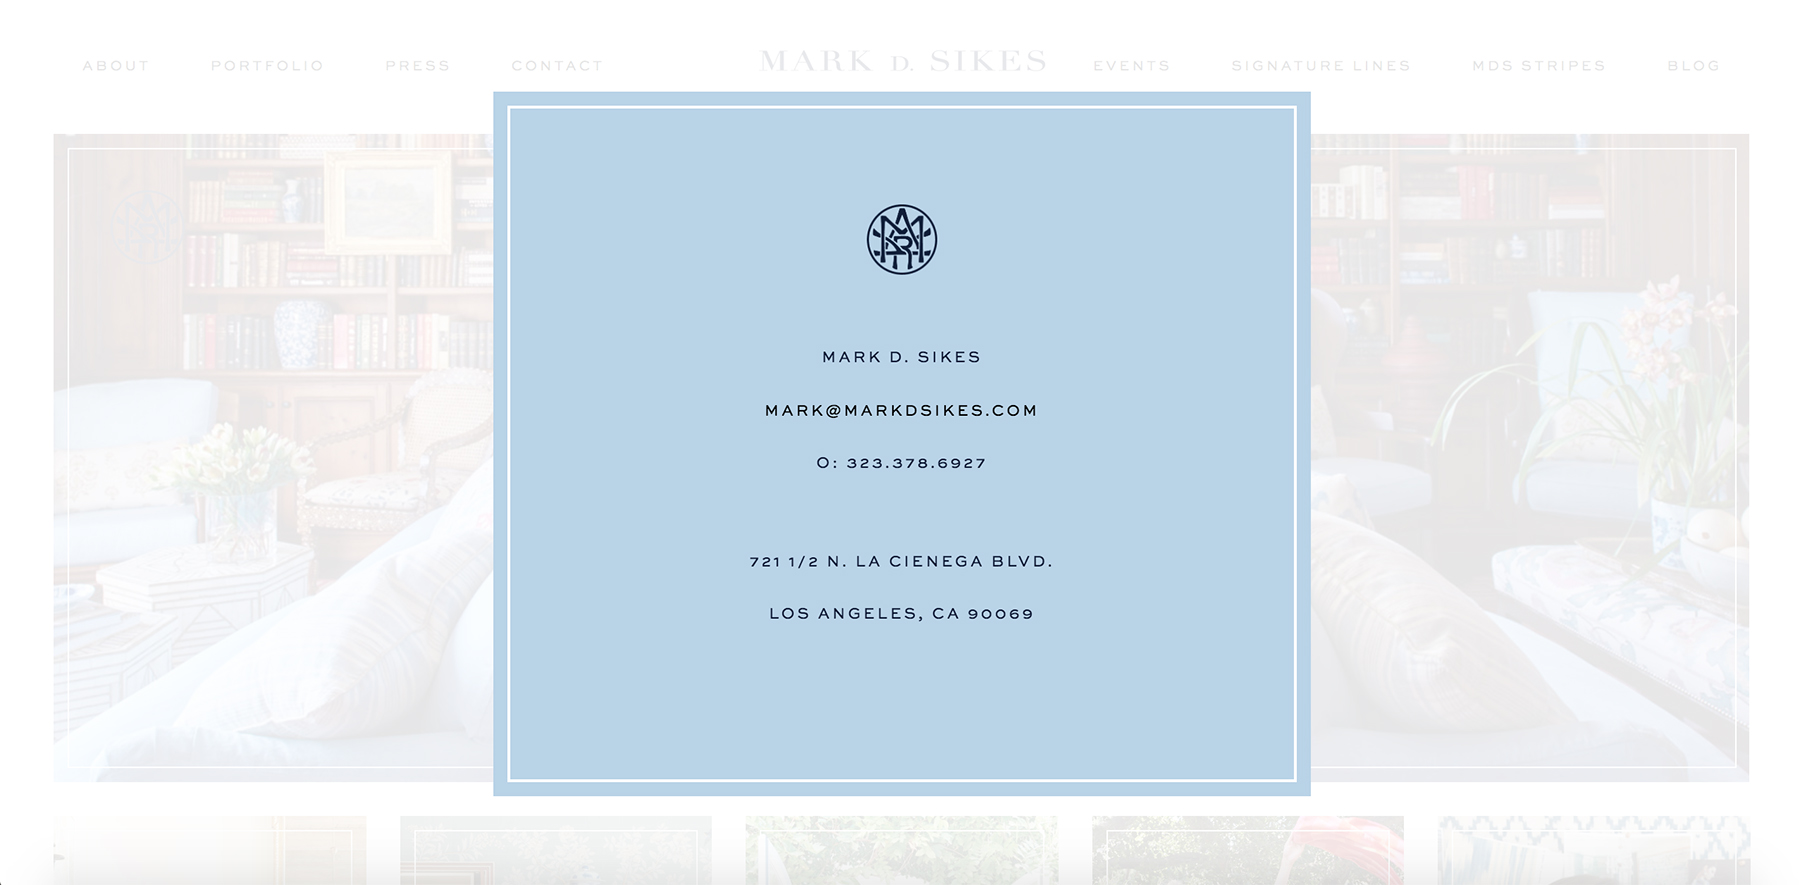 ABOUT
PORTFOLIO
PRESS
CONTACT
MARK D. SIKES
EVENTS
SIGNATURE LINES
MDS STRIPES
BLOG
MARK D. SIKES
MARK@MARKDSIKES.COM
O: 323.378.6927
721 1/2 N. LA CIENEGA BLVD.
LOS ANGELES, CA 90069